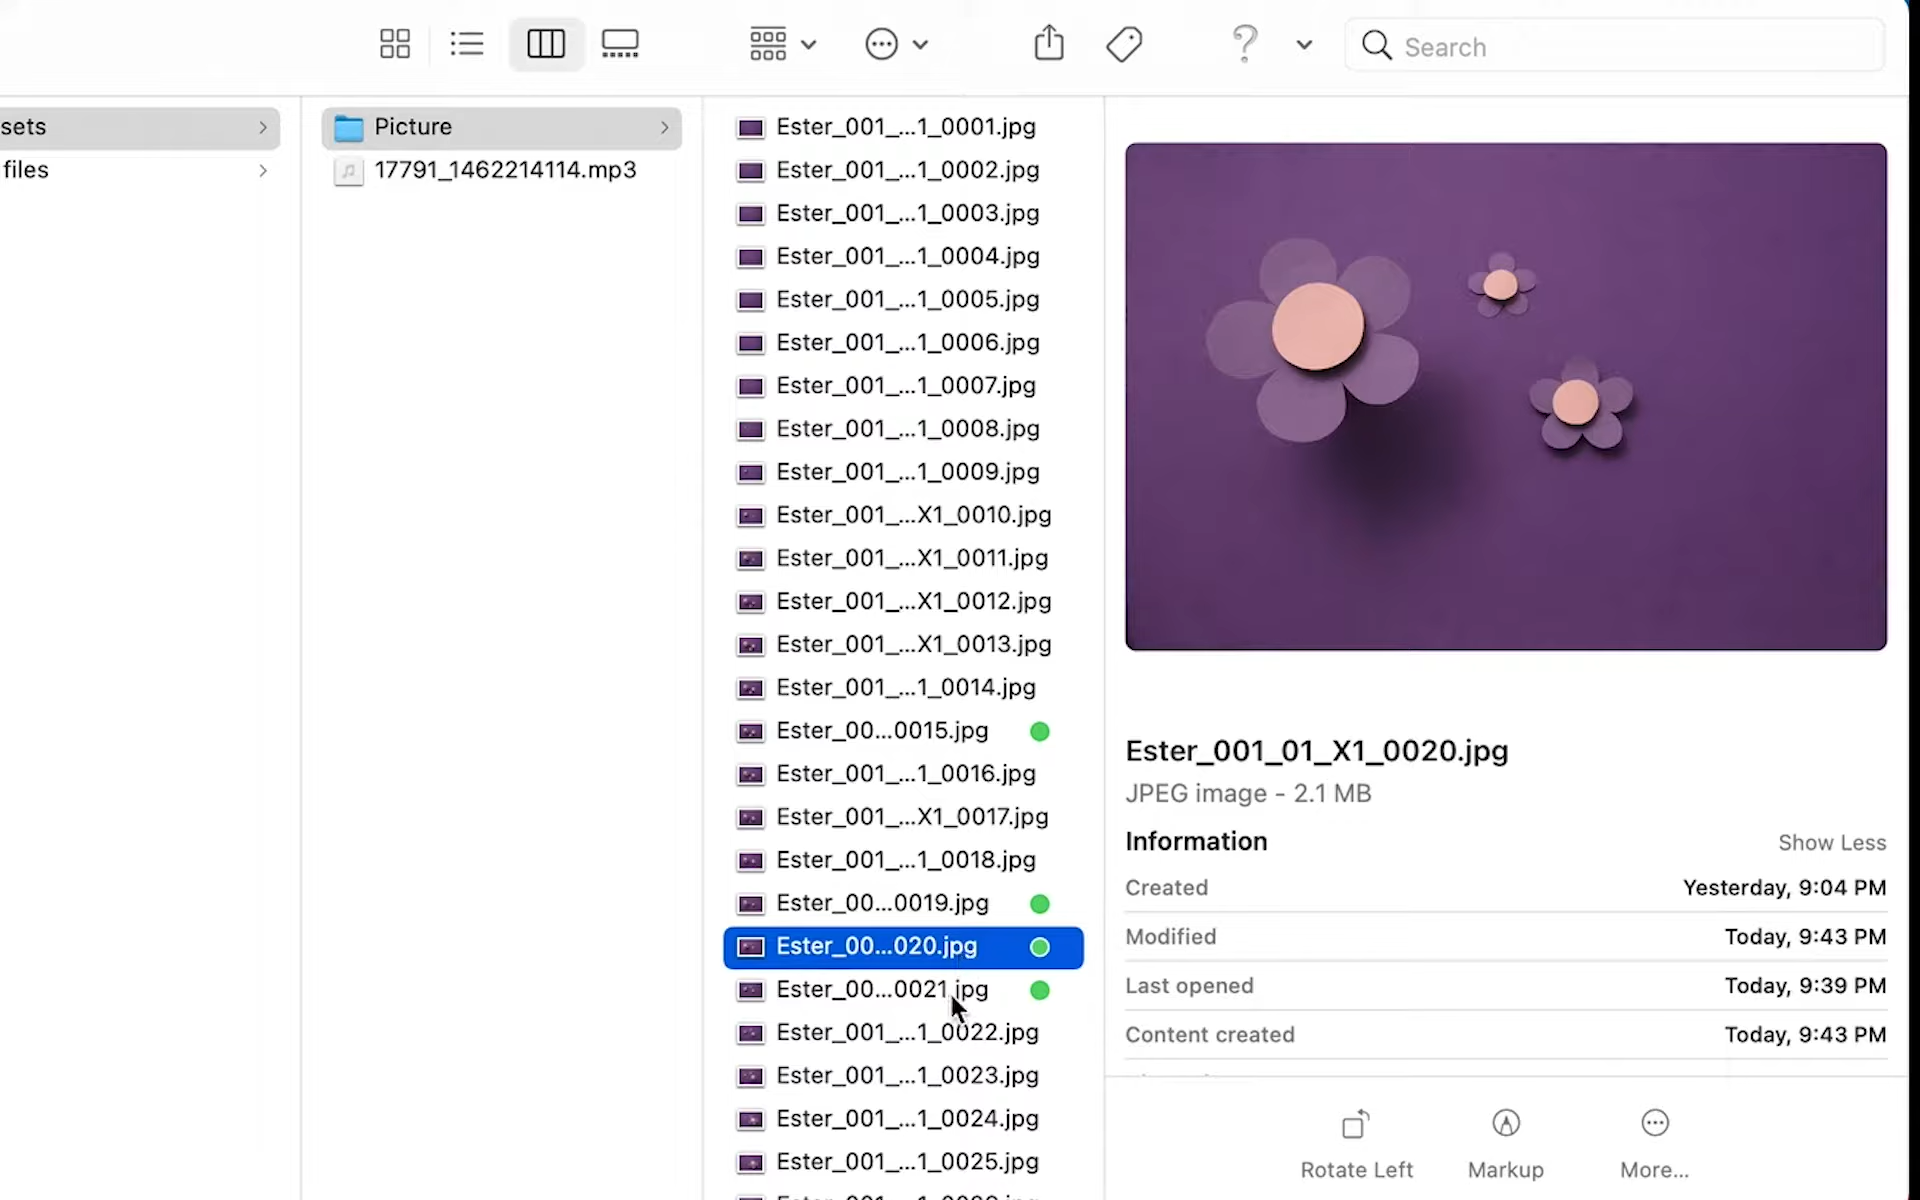 Search
sets
files
Picture
17791_1462214114.mp3
Ester_001_...1_0001.jpg
Ester_001_...1_0002.jpg
Ester_001_...1_0003.jpg
Ester_001_...1_0004.jpg
Ester_001_...1_0005.jpg
Ester_001_...1_0006.jpg
Ester_001_...1_0007.jpg
Ester_001_...1_0008.jpg
Ester_001_...1_0009.jpg
Ester_001_...X1_0010.jpg
Ester_001_...X1_0011.jpg
Ester_001_...X1_0012.jpg
Ester_001_...X1_0013.jpg
Ester_001_...1_0014.jpg
Ester_00...0015.jpg
Ester_001_...1_0016.jpg
Ester_001_...X1_0017.jpg
Ester_001_...1_0018.jpg
Ester_00...0019.jpg
Ester_00...020.jpg
Ester_00...0021.jpg
Ester_001_...1_0022.jpg
Ester_001_...1_0023.jpg
Ester_001_...1_0024.jpg
Ester_001_...1_0025.jpg
Ester_001_01_X1_0020.jpg
JPEG image - 2.1 MB
Information Show Less
Created Yesterday, 9:04 PM
Modified Today, 9:43 PM
Last opened Today, 9:39 PM
Content created Today, 9:43 PM
Rotate Left Markup More...